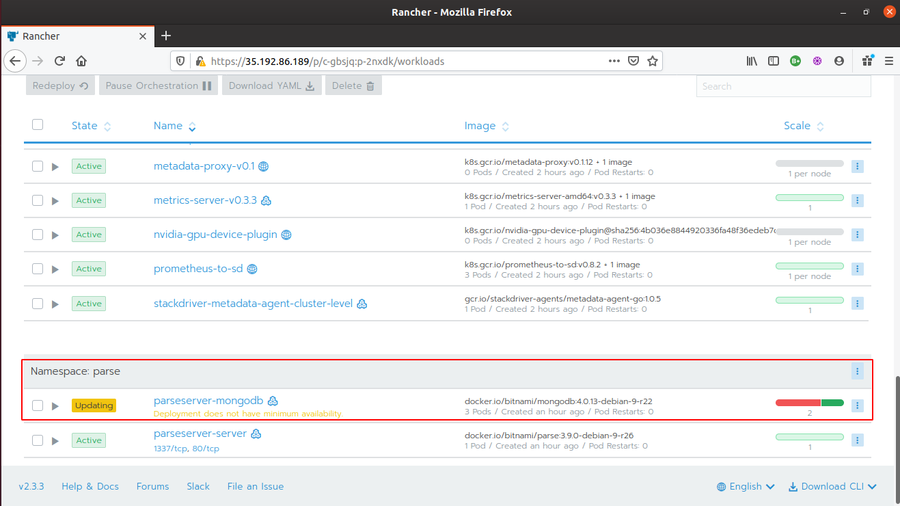 Rancher - Mozilla Firefox
Rancher
https://35.192.86.189/p/c-gbsjq:p-2nxdk/workloads
Redeploy Pause Orchestration Download YAML Delete Search
State Name Image Scale
Active metadata-proxy-v0.1 k8s.gcr.io/metadata-proxy:v0.1.12 + 1 image
0 Pods / Created 2 hours ago / Pod Restarts: 0 1 per node
Active metrics-server-v0.3.3 k8s.gcr.io/metrics-server-amd64:v0.3.3 + 1 image
1 Pod / Created 2 hours ago / Pod Restarts: 0 1
Active nvidia-gpu-device-plugin k8s.gcr.io/nvidia-gpu-device-plugin@sha256:4b036e8844920336fa48f36edeb7
0 Pods / Created 2 hours ago / Pod Restarts: 0 1 per node
Active prometheus-to-sd k8s.gcr.io/prometheus-to-sd:v0.8.2 + 1 image
3 Pods / Created 2 hours ago / Pod Restarts: 0 1 per node
Active stackdriver-metadata-agent-cluster-level gcr.io/stackdriver-agents/metadata-agent-go:1.0.5
1 Pod / Created 2 hours ago / Pod Restarts: 0 1
Namespace: parse
Updating parseserver-mongodb docker.io/bitnami/mongodb:4.0.13-debian-9-r22
Deployment does not have minimum availability. 3 Pods / Created an hour ago / Pod Restarts: 0 2
Active parseserver-server docker.io/bitnami/parse:3.9.0-debian-9-r26
1337/tcp, 80/tcp 1 Pod / Created an hour ago / Pod Restarts: 0 1
v2.3.3 Help & Docs Forums Slack File an Issue English Download CLI